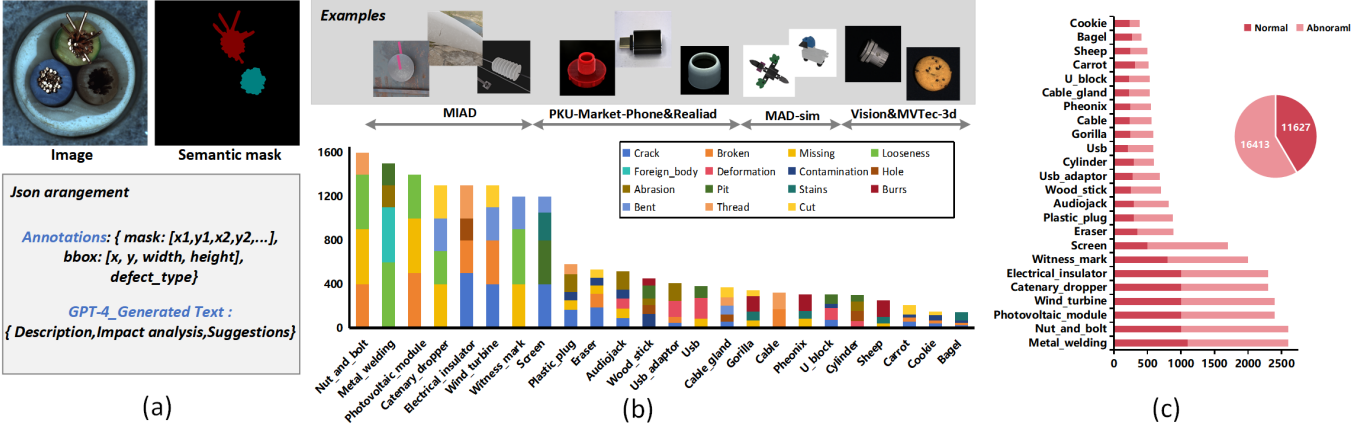 Image
Semantic mask
Json arangement
Annotations: { mask: [x1,y1,x2,y2,...],
bbox: [x, y, width, height],
defect_type}
GPT-4_Generated Text :
{ Description,Impact analysis,Suggestions}
(a)
Examples
MIAD
PKU-Market-Phone&Realiad
MAD-sim
Vision&MVTec-3d
1600
1200
800
400
0
Crack
Broken
Missing
Looseness
Foreign_body
Deformation
Contamination
Hole
Abrasion
Pit
Stains
Burrs
Bent
Thread
Cut
Nut_and_bolt
Metal_welding
Photovoltaic_module
Catenary_dropper
Electrical_insulator
Wind_turbine
Witness_mark
Screen
Plastic_plug
Eraser
Audiojack
Wood_stick
Usb_adaptor
Usb
Cable_gland
Gorilla
Cable
Pheonix
U_block
Cylinder
Sheep
Carrot
Cookie
Bagel
(b)
Normal
Abnoraml
Cookie
Bagel
Sheep
Carrot
U_block
Cable_gland
Pheonix
Cable
Gorilla
Usb
Cylinder
Usb_adaptor
Wood_stick
Audiojack
Plastic_plug
Eraser
Screen
Witness_mark
Electrical_insulator
Catenary_dropper
Wind_turbine
Photovoltaic_module
Nut_and_bolt
Metal_welding
0
500
1000
1500
2000
2500
11627
16413
(c)